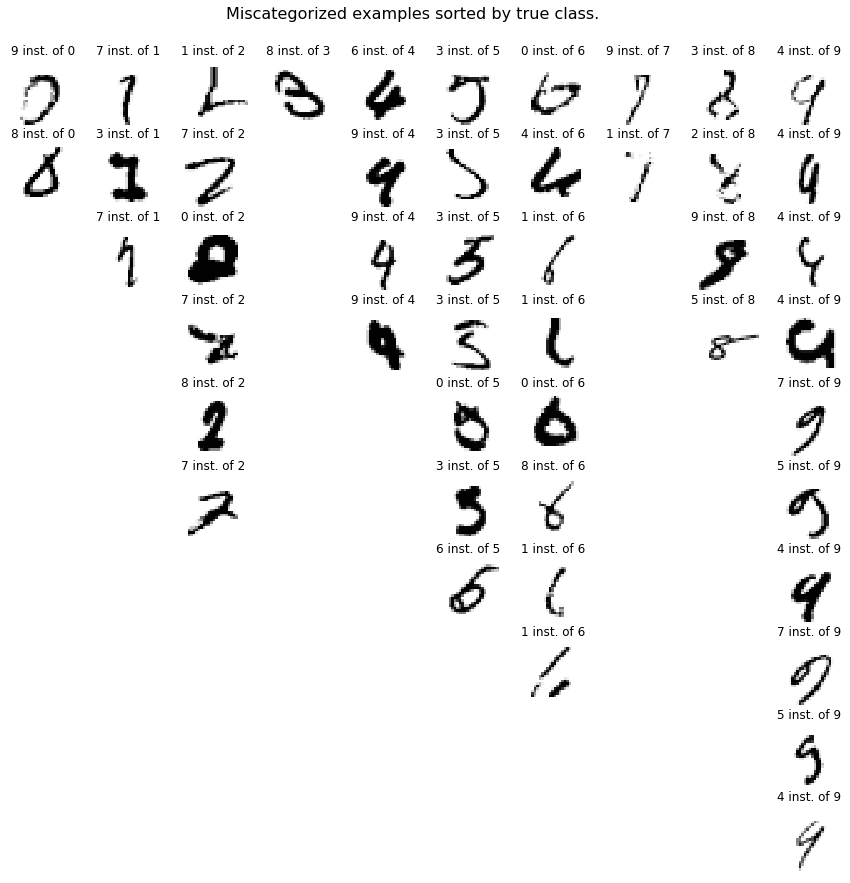 Miscategorized examples sorted by true class.
9 inst. of 0 7 inst. of 1 1 inst. of 2 8 inst. of 3 6 inst. of 4 3 inst. of 5 0 inst. of 6 9 inst. of 7 3 inst. of 8 4 inst. of 9
8 inst. of 0 3 inst. of 1 7 inst. of 2 9 inst. of 4 3 inst. of 5 4 inst. of 6 1 inst. of 7 2 inst. of 8 4 inst. of 9
7 inst. of 1 0 inst. of 2 9 inst. of 4 3 inst. of 5 1 inst. of 6 9 inst. of 8 4 inst. of 9
7 inst. of 2 9 inst. of 4 3 inst. of 5 1 inst. of 6 5 inst. of 8 4 inst. of 9
8 inst. of 2 0 inst. of 5 0 inst. of 6 7 inst. of 9
7 inst. of 2 3 inst. of 5 8 inst. of 6 5 inst. of 9
6 inst. of 5 1 inst. of 6 4 inst. of 9
1 inst. of 6 7 inst. of 9
5 inst. of 9
4 inst. of 9